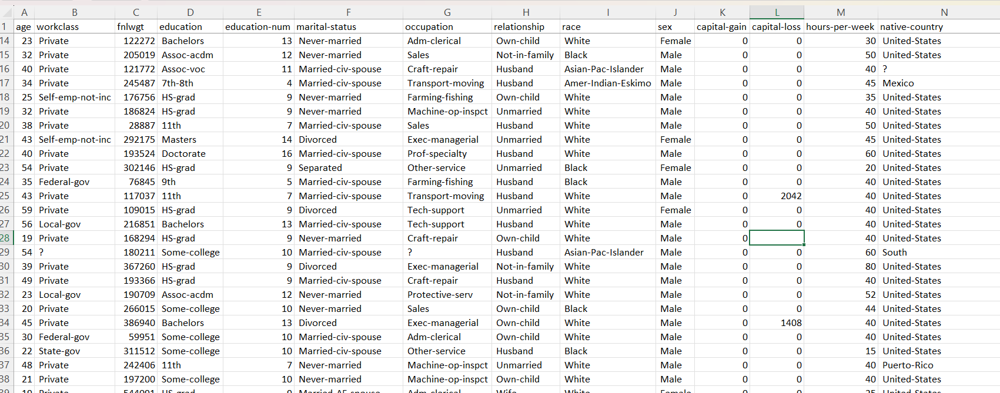 A B C D E F G H I J K L M N
1 age workclass fnlwgt education education-num marital-status occupation relationship race sex capital-gain capital-loss hours-per-week native-country
14 23 Private 122272 Bachelors 13 Never-married Adm-clerical Own-child White Female 0 0 30 United-States
15 32 Private 205019 Assoc-acdm 12 Never-married Sales Not-in-family Black Male 0 0 50 United-States
16 40 Private 121772 Assoc-voc 11 Married-civ-spouse Craft-repair Husband Asian-Pac-Islander Male 0 0 40 ?
17 34 Private 245487 7th-8th 4 Married-civ-spouse Transport-moving Husband Amer-Indian-Eskimo Male 0 0 45 Mexico
18 25 Self-emp-not-inc 176756 HS-grad 9 Never-married Farming-fishing Own-child White Male 0 0 35 United-States
19 32 Private 186824 HS-grad 9 Never-married Machine-op-inspct Unmarried White Male 0 0 40 United-States
20 38 Private 28887 11th 7 Married-civ-spouse Sales Husband White Male 0 0 50 United-States
21 43 Self-emp-not-inc 292175 Masters 14 Divorced Exec-managerial Unmarried White Female 0 0 45 United-States
22 40 Private 193524 Doctorate 16 Married-civ-spouse Prof-specialty Husband White Male 0 0 60 United-States
23 54 Private 302146 HS-grad 9 Separated Other-service Unmarried Black Female 0 0 20 United-States
24 35 Federal-gov 76845 9th 5 Married-civ-spouse Farming-fishing Husband Black Male 0 0 40 United-States
25 43 Private 117037 11th 7 Married-civ-spouse Transport-moving Husband White Male 0 2042 40 United-States
26 59 Private 109015 HS-grad 9 Divorced Tech-support Unmarried White Female 0 0 40 United-States
27 56 Local-gov 216851 Bachelors 13 Married-civ-spouse Tech-support Husband White Male 0 0 40 United-States
28 19 Private 168294 HS-grad 9 Never-married Craft-repair Own-child White Male 0 40 United-States
29 54 ? 180211 Some-college 10 Married-civ-spouse ? Husband Asian-Pac-Islander Male 0 0 60 South
30 39 Private 367260 HS-grad 9 Divorced Exec-managerial Not-in-family White Male 0 0 80 United-States
31 49 Private 193366 HS-grad 9 Married-civ-spouse Craft-repair Husband White Male 0 0 40 United-States
32 23 Local-gov 190709 Assoc-acdm 12 Never-married Protective-serv Not-in-family White Male 0 0 52 United-States
33 20 Private 266015 Some-college 10 Never-married Sales Own-child Black Male 0 0 44 United-States
34 45 Private 386940 Bachelors 13 Divorced Exec-managerial Own-child White Male 0 1408 40 United-States
35 30 Federal-gov 59951 Some-college 10 Married-civ-spouse Adm-clerical Own-child White Male 0 0 40 United-States
36 22 State-gov 311512 Some-college 10 Married-civ-spouse Other-service Husband Black Male 0 0 15 United-States
37 48 Private 242406 11th 7 Never-married Machine-op-inspct Unmarried White Male 0 0 40 Puerto-Rico
38 21 Private 197200 Some-college 10 Never-married Machine-op-inspct Own-child White Male 0 0 40 United-States